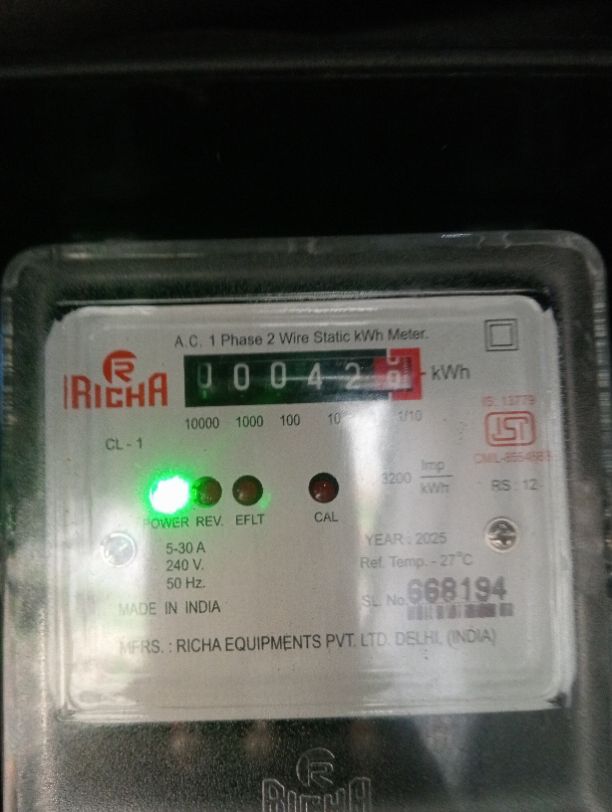 A.C. 1 Phase 2 Wire Static kWh Meter.
R
RICHA
0 0 0 4 2 kWh
10000 1000 100 10 1/10
IS. 13779
ISI
CL - 1
3200 Imp/kWh
RS : 12
POWER REV. EFLT CAL
5-30 A
240 V.
50 Hz.
YEAR : 2025
Ref. Temp. - 27°C
SL. No. 668194
MADE IN INDIA
MFRS. : RICHA EQUIPMENTS PVT. LTD. DELHI. (INDIA)
R
RICHA